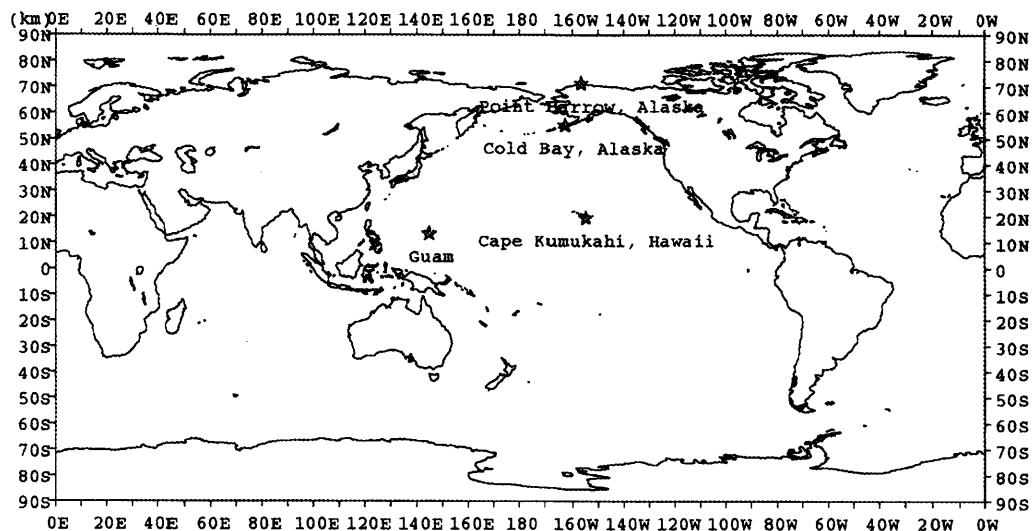 (km)0E 20E 40E 60E 80E 100E 120E 140E 160E 180E 160W 140W 120W 100W 80W 60W 40W 20W 0W
90N 90N
80N 80N
70N 70N
60N Point Barrow, Alaska 60N
50N 50N
Cold Bay, Alaska
40N 40N
30N 30N
20N 20N
10N Cape Kumukahi, Hawaii 10N
Guam
0 0
10S 10S
20S 20S
30S 30S
40S 40S
50S 50S
60S 60S
70S 70S
80S 80S
90S 90S
0E 20E 40E 60E 80E 100E 120E 140E 160E 180E 160W 140W 120W 100W 80W 60W 40W 20W 0W